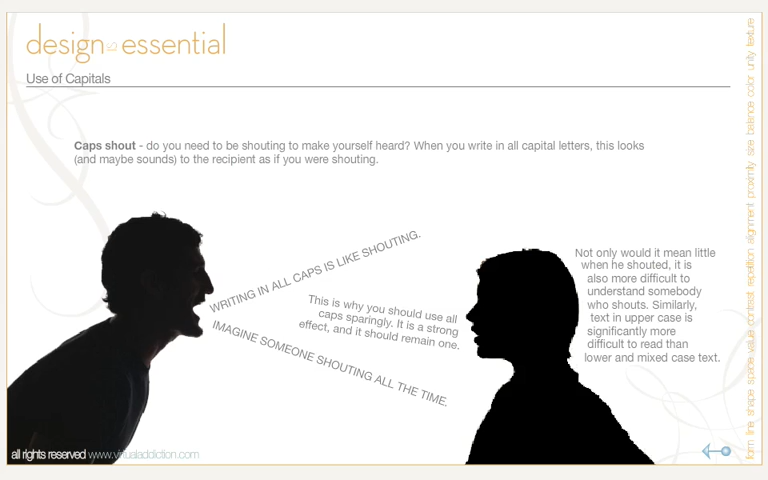 design essential
Use of Capitals
Caps shout - do you need to be shouting to make yourself heard? When you write in all capital letters, this looks
(and maybe sounds) to the recipient as if you were shouting.
WRITING IN ALL CAPS IS LIKE SHOUTING.
This is why you should use all
caps sparingly. It is a strong
effect, and it should remain one.
IMAGINE SOMEONE SHOUTING ALL THE TIME.
Not only would it mean little
when he shouted, it is
also more difficult to
understand somebody
who shouts. Similarly,
text in upper case is
significantly more
difficult to read than
lower and mixed case text.
form line shape space value contrast repetition alignment proximity size balance color unity texture
all rights reserved www.virtualaddiction.com